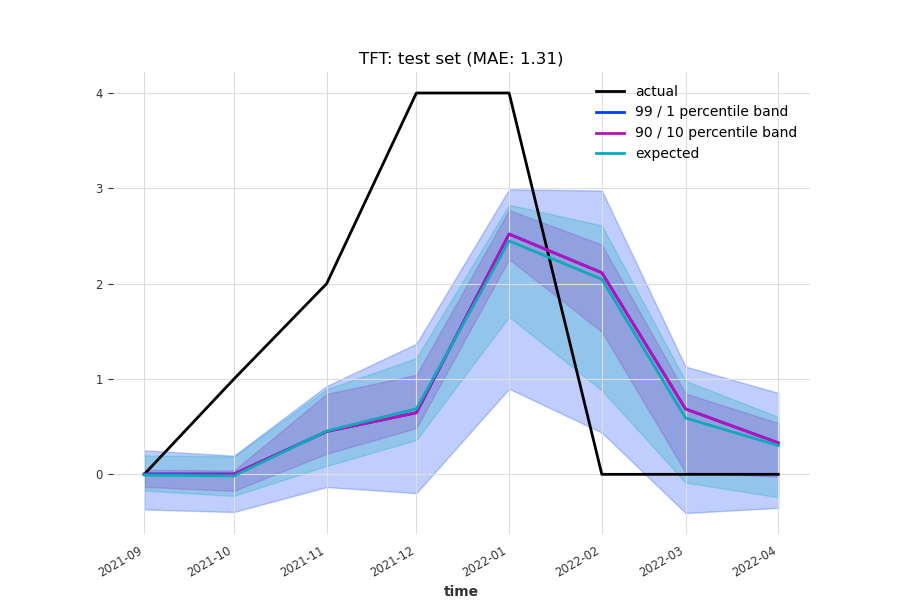 TFT: test set (MAE: 1.31)
actual
99 / 1 percentile band
90 / 10 percentile band
expected
4
3
2
1
0
2021-09
2021-10
2021-11
2021-12
2022-01
2022-02
2022-03
2022-04
time